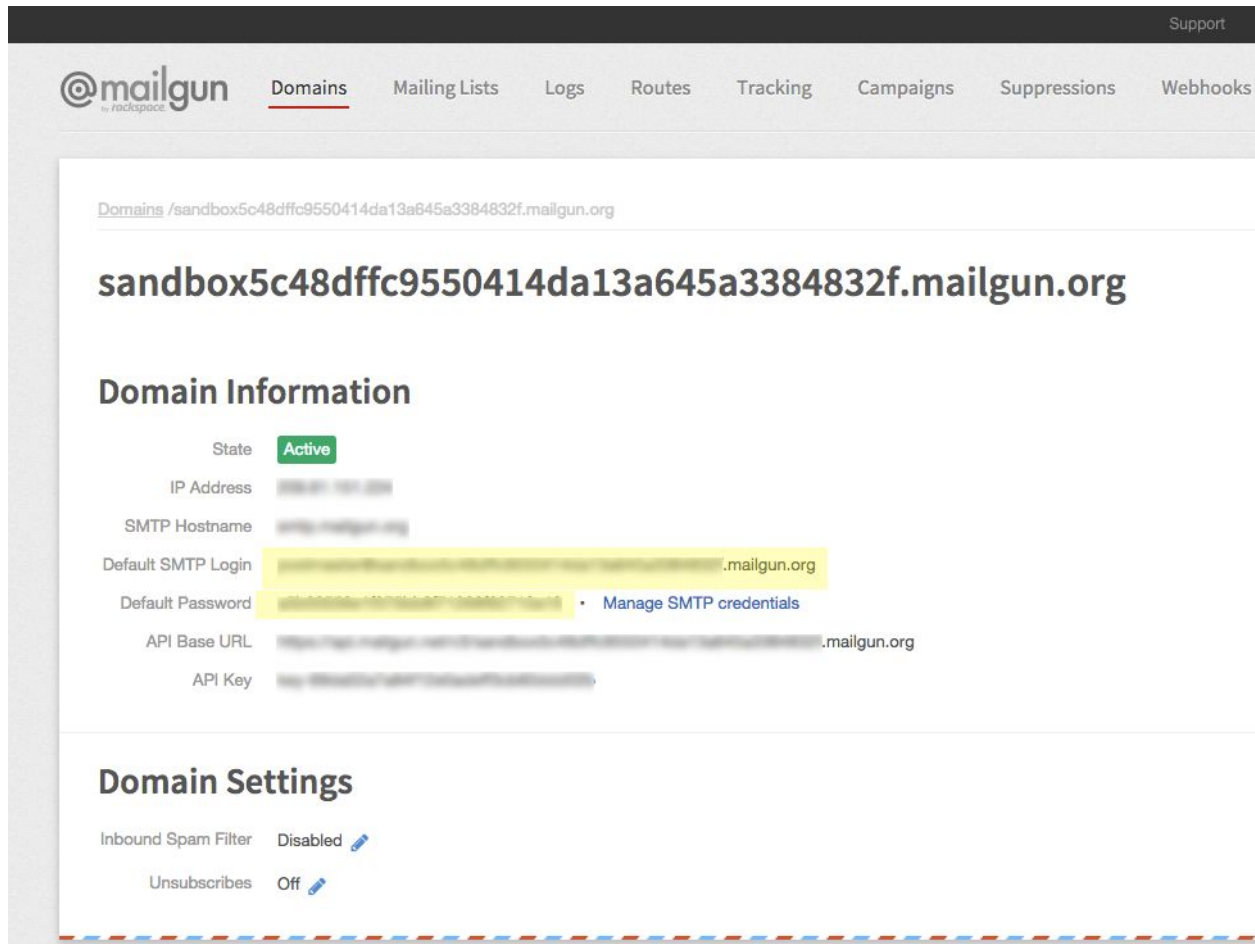 Support
@mailgun
by rackspace
Domains Mailing Lists Logs Routes Tracking Campaigns Suppressions Webhooks
Domains /sandbox5c48dffc9550414da13a645a3384832f.mailgun.org
sandbox5c48dffc9550414da13a645a3384832f.mailgun.org
Domain Information
State Active
IP Address
SMTP Hostname
Default SMTP Login .mailgun.org
Default Password • Manage SMTP credentials
API Base URL .mailgun.org
API Key
Domain Settings
Inbound Spam Filter Disabled
Unsubscribes Off